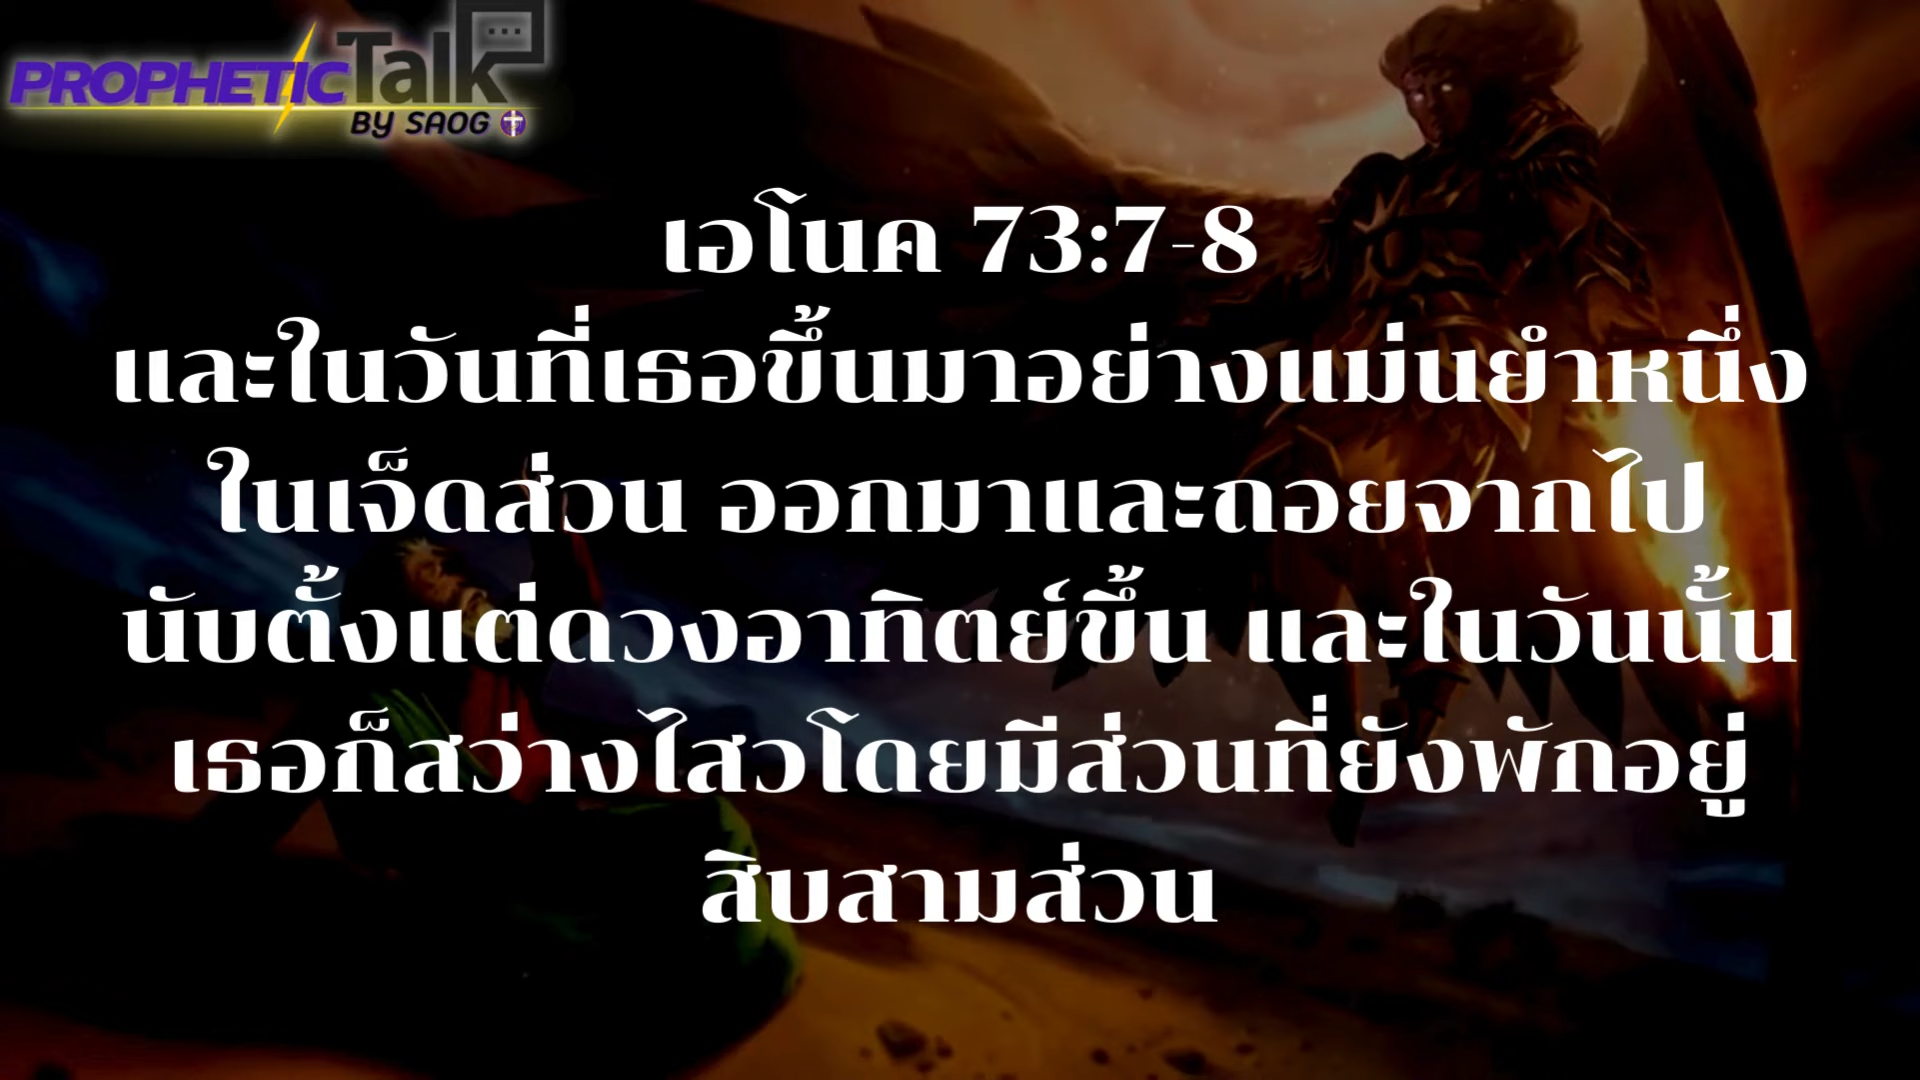 PROPHETIC Talk
BY SAOG
เอโนค 73:7-8
และในวันที่เธอขึ้นมาอย่างแม่นยำหนึ่ง
ในเจ็ดส่วน ออกมาและถอยจากไป
นับตั้งแต่ดวงอาทิตย์ขึ้น และในวันนั้น
เธอก็สว่างไสวโดยมีส่วนที่ยังพักอยู่
สิบสามส่วน